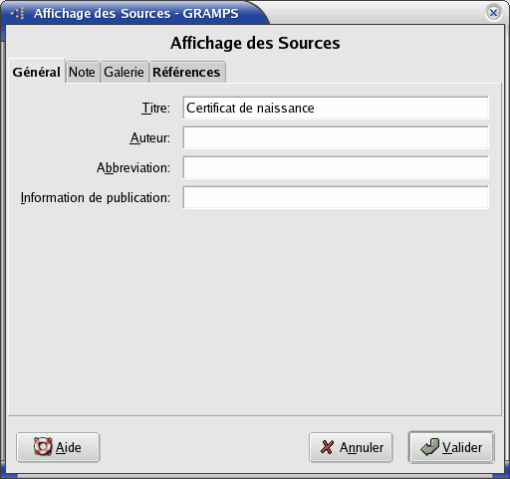 Affichage des Sources - GRAMPS
Affichage des Sources
Général Note Galerie Références
Titre: Certificat de naissance
Auteur:
Abbreviation:
Information de publication:
Aide Annuler Valider